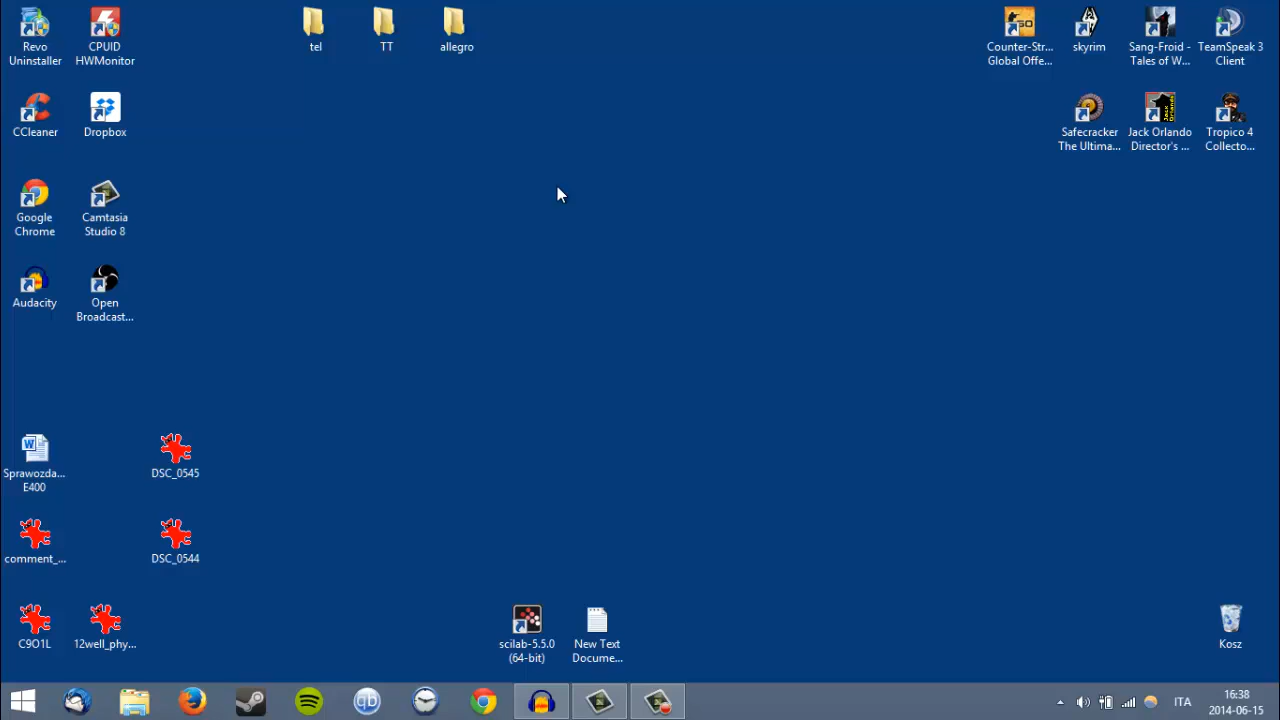 Revo
Uninstaller
CPUID
HWMonitor
tel
TT
allegro
GO
Counter-Str...
Global Offe...
skyrim
Sang-Froid -
Tales of W...
TeamSpeak 3
Client
CCleaner
Dropbox
Safecracker
The Ultima...
Jack Orlando
Director's ...
Tropico 4
Collecto...
Google
Chrome
Camtasia
Studio 8
Audacity
Open
Broadcast...
W
Sprawozda...
E400
DSC_0545
comment_...
DSC_0544
C9O1L
12well_phy...
scilab-5.5.0
(64-bit)
New Text
Docume...
Kosz
qb
ITA
16:38
2014-06-15